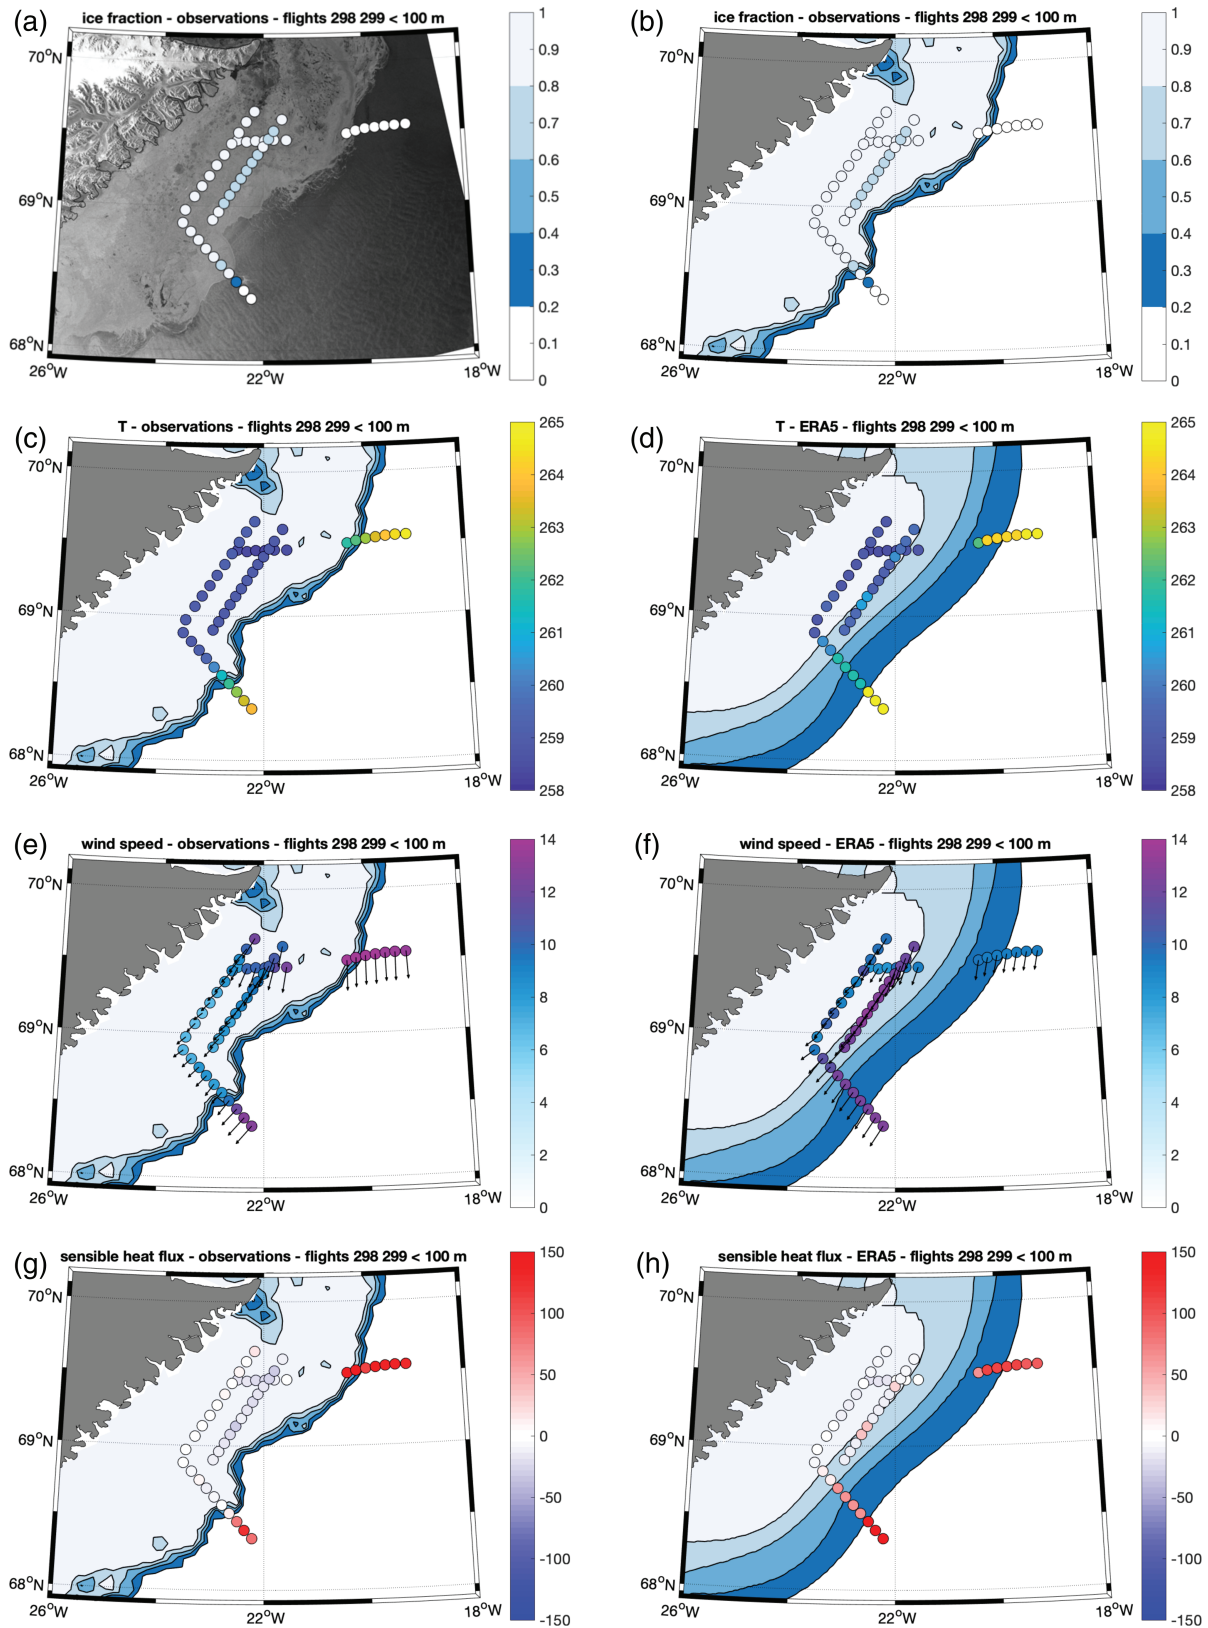 (a) ice fraction - observations - flights 298 299 < 100 m
70°N
69°N
68°N
26°W 22°W 18°W
1
0.9
0.8
0.7
0.6
0.5
0.4
0.3
0.2
0.1
0
(b) ice fraction - observations - flights 298 299 < 100 m
70°N
69°N
68°N
26°W 22°W 18°W
1
0.9
0.8
0.7
0.6
0.5
0.4
0.3
0.2
0.1
0
(c) T - observations - flights 298 299 < 100 m
70°N
69°N
68°N
26°W 22°W 18°W
265
264
263
262
261
260
259
258
(d) T - ERA5 - flights 298 299 < 100 m
70°N
69°N
68°N
26°W 22°W 18°W
265
264
263
262
261
260
259
258
(e) wind speed - observations - flights 298 299 < 100 m
70°N
69°N
68°N
26°W 22°W 18°W
14
12
10
8
6
4
2
0
(f) wind speed - ERA5 - flights 298 299 < 100 m
70°N
69°N
68°N
26°W 22°W 18°W
14
12
10
8
6
4
2
0
(g) sensible heat flux - observations - flights 298 299 < 100 m
70°N
69°N
68°N
26°W 22°W 18°W
150
100
50
0
-50
-100
-150
(h) sensible heat flux - ERA5 - flights 298 299 < 100 m
70°N
69°N
68°N
26°W 22°W 18°W
150
100
50
0
-50
-100
-150